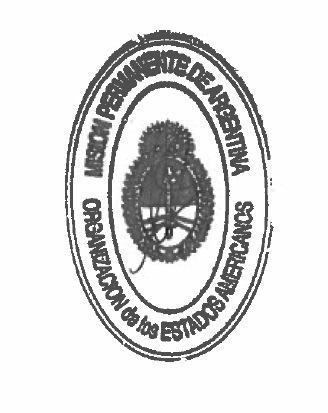 MISION PERMANENTE DE ARGENTINA
ORGANIZACION de los ESTADOS AMERICANOS